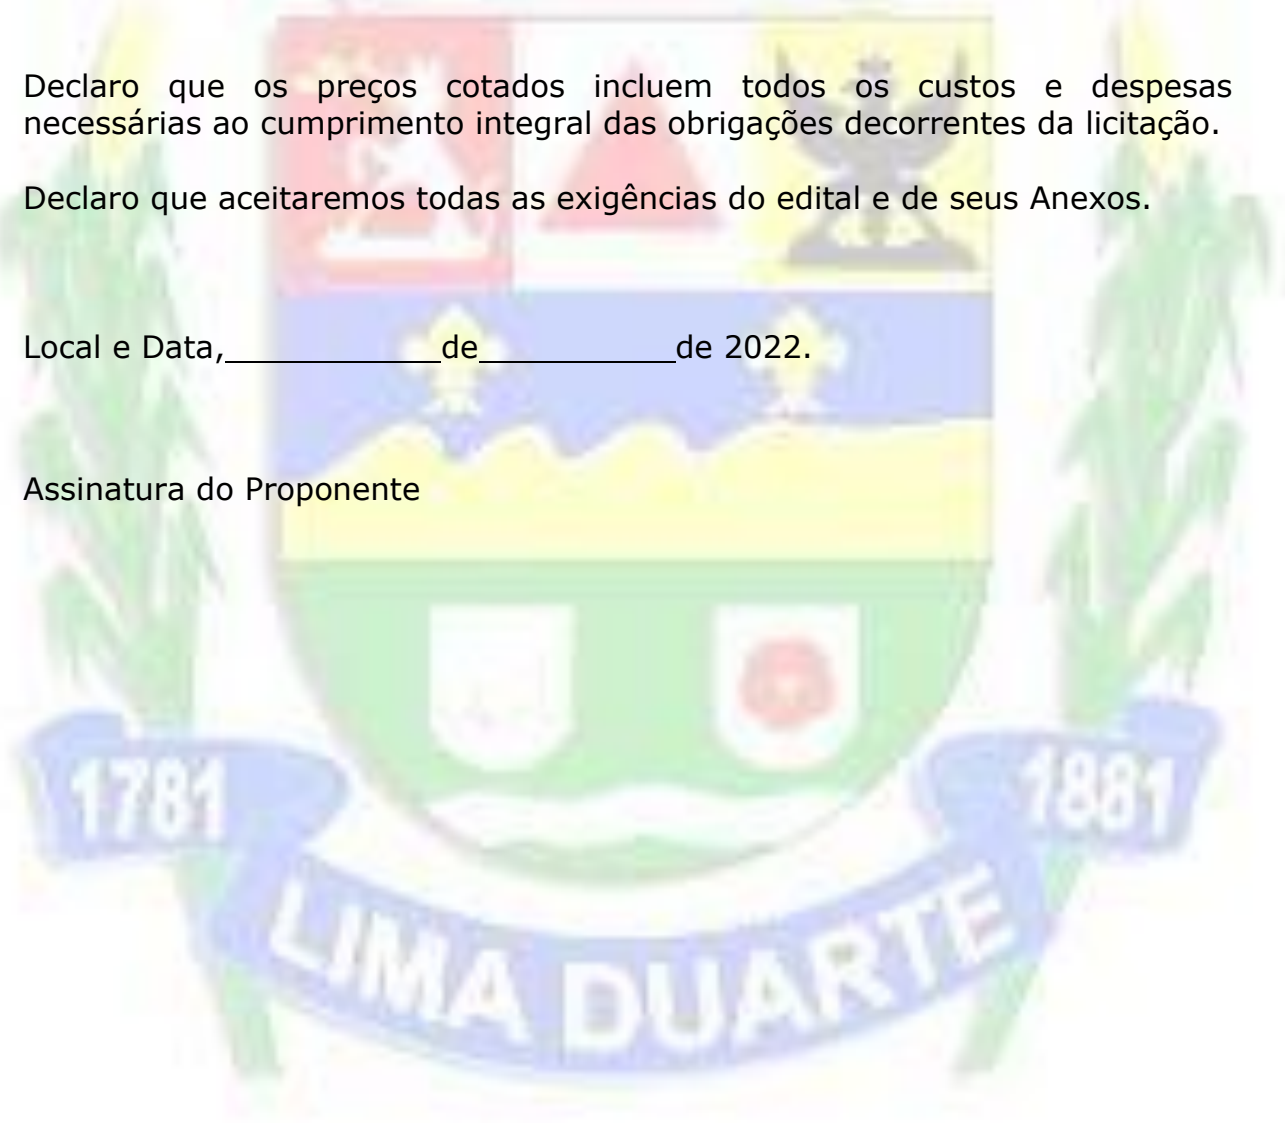 Declaro que os preços cotados incluem todos os custos e despesas
necessárias ao cumprimento integral das obrigações decorrentes da licitação.
Declaro que aceitaremos todas as exigências do edital e de seus Anexos.
Local e Data,____________de___________de 2022.
Assinatura do Proponente
1781
1881
LIMA DUARTE